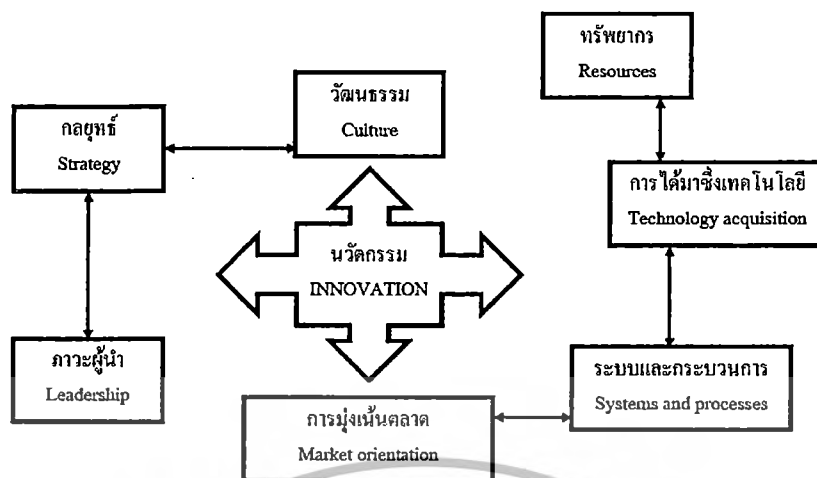 ทรัพยากร
Resources
วัฒนธรรม
Culture
กลยุทธ์
Strategy
การได้มาซึ่งเทคโนโลยี
Technology acquisition
นวัตกรรม
INNOVATION
ภาวะผู้นำ
Leadership
ระบบและกระบวนการ
Systems and processes
การมุ่งเน้นตลาด
Market orientation